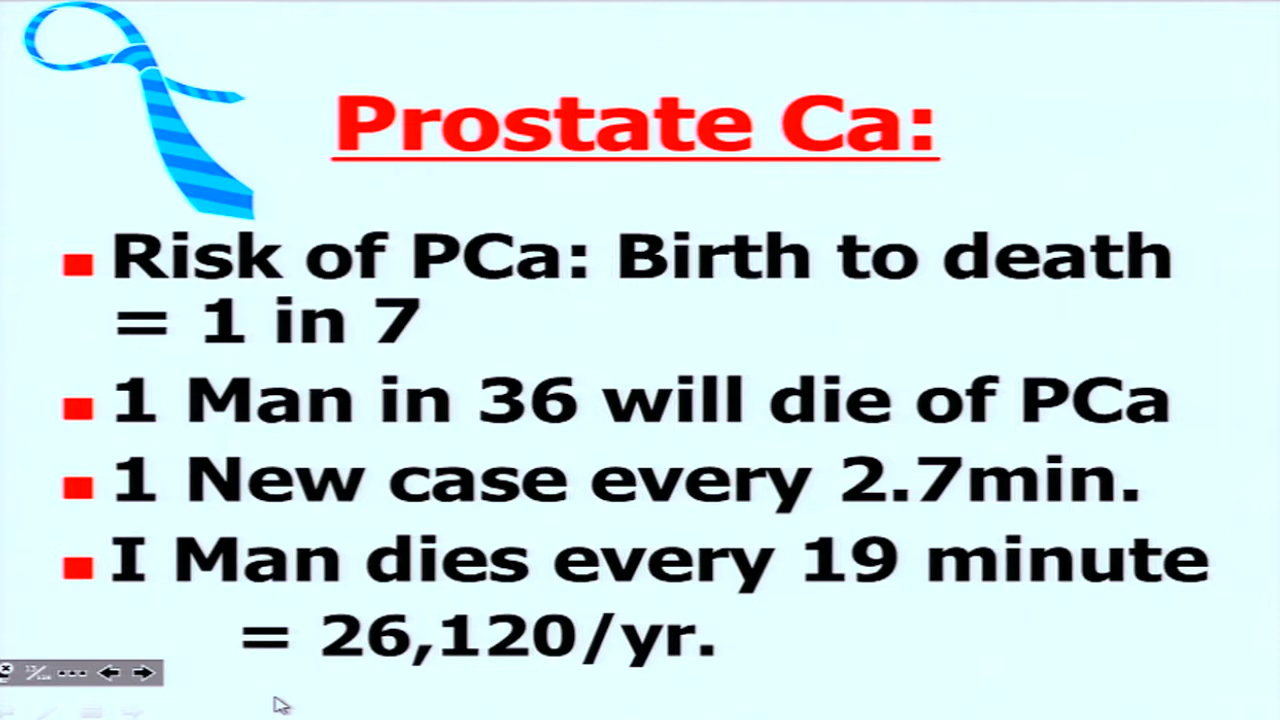 Prostate Ca:
Risk of PCa: Birth to death
= 1 in 7
1 Man in 36 will die of PCa
1 New case every 2.7min.
I Man dies every 19 minute
= 26,120/yr.